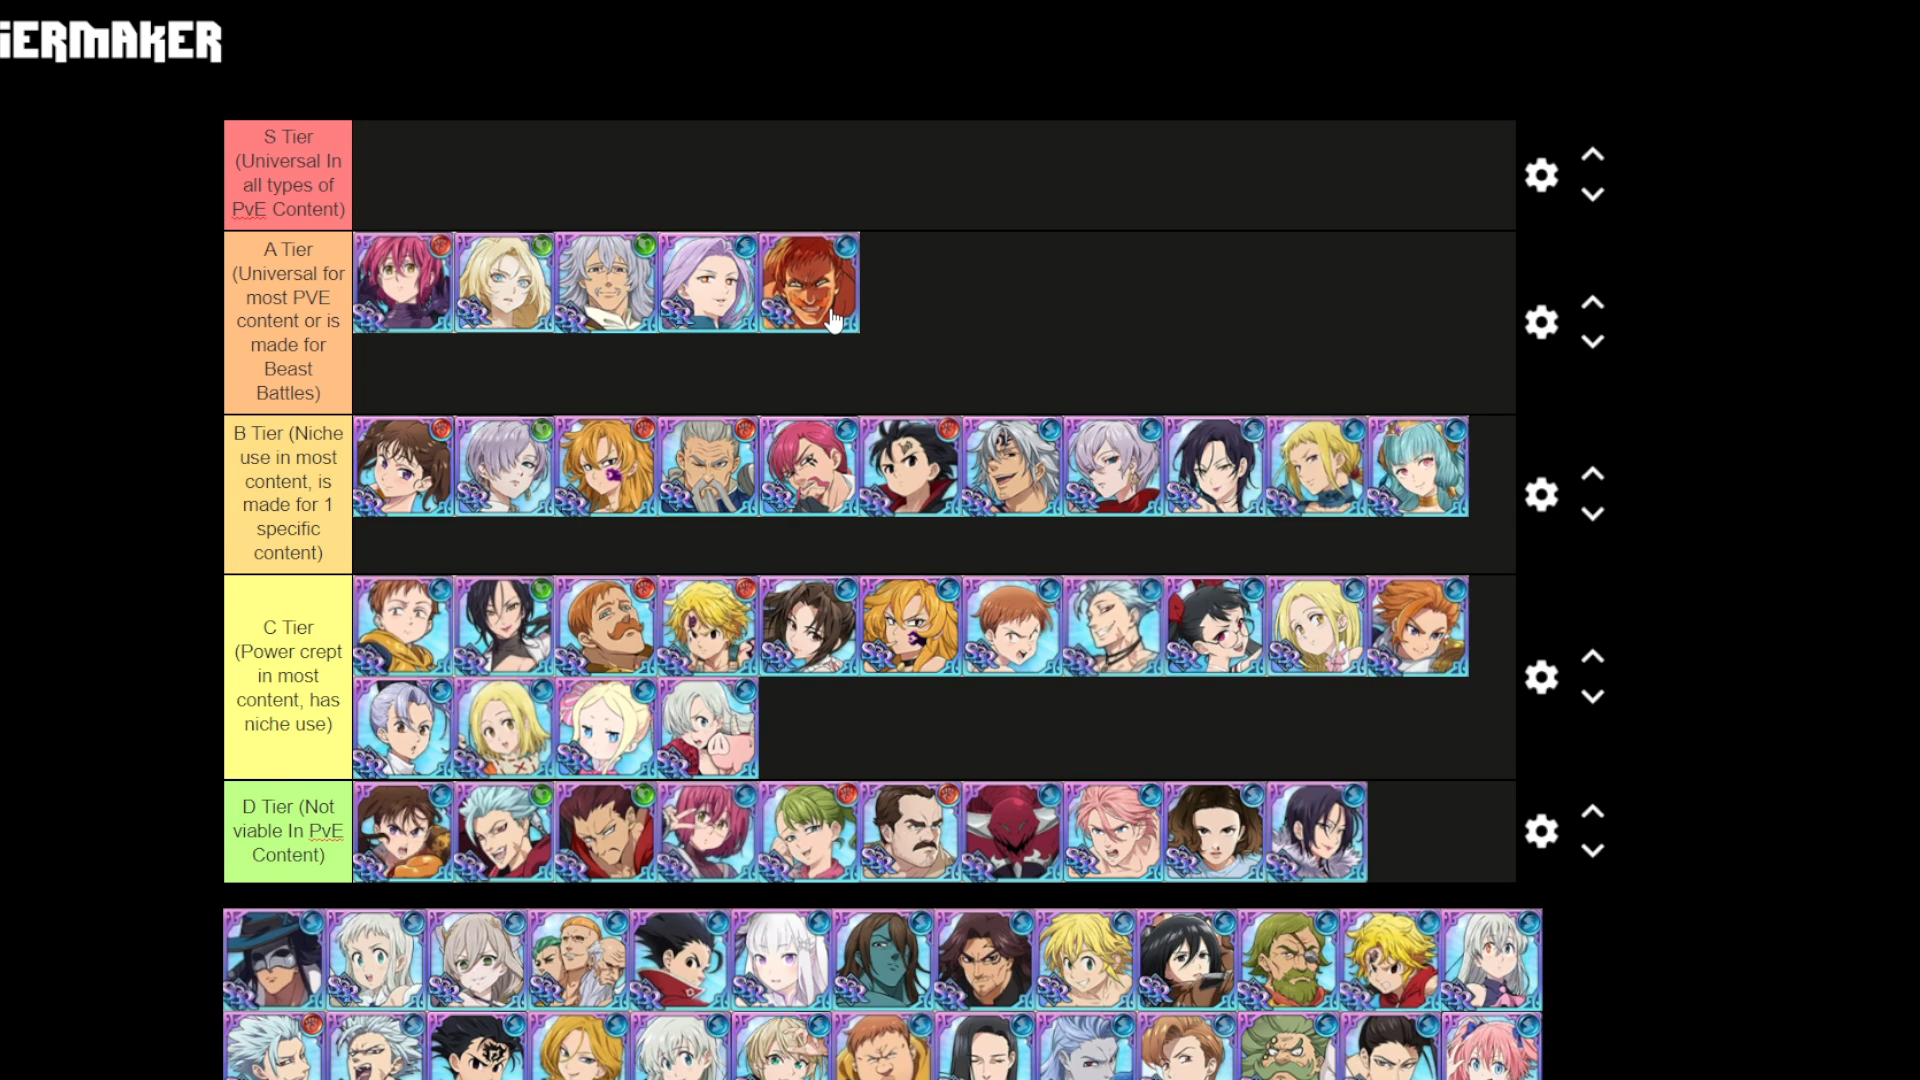 TiERMAKER
S Tier
(Universal In
all types of
PvE Content)
A Tier
(Universal for
most PVE
content or is
made for
Beast
Battles)
B Tier (Niche
use in most
content, is
made for 1
specific
content)
C Tier
(Power crept
in most
content, has
niche use)
D Tier (Not
viable In PvE
Content)